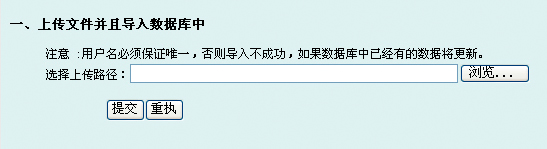 一、上传文件并且导入数据库中
注意 :用户名必须保证唯一，否则导入不成功，如果数据库中已经有的数据将更新。
选择上传路径： 浏览...
提交 重执